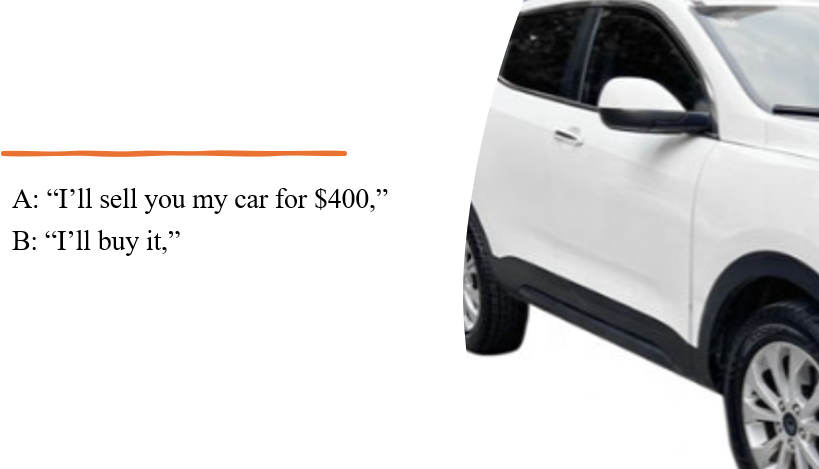 A: “I’ll sell you my car for $400,”
B: “I’ll buy it,”